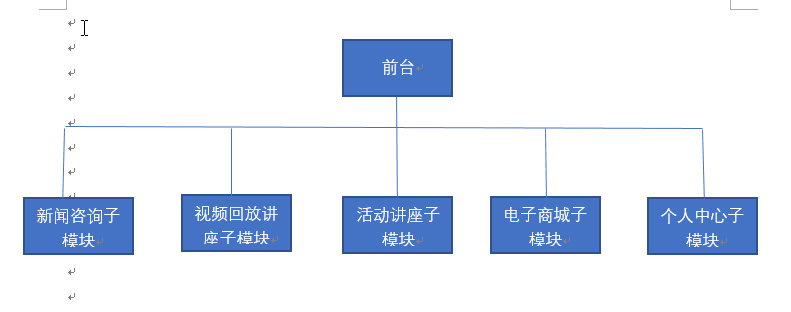 前台
新闻咨询子
模块
视频回放讲
座子模块
活动讲座子
模块
电子商城子
模块
个人中心子
模块